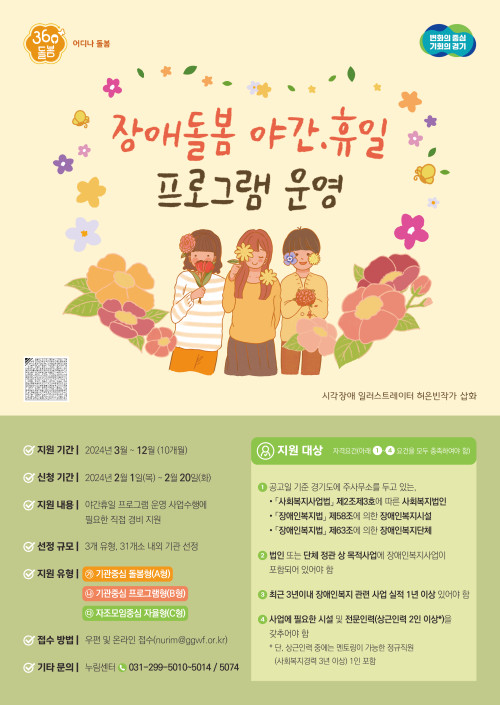 360°
돌봄
어디나 돌봄
변화의 중심
기회의 경기
장애돌봄 야간.휴일
프로그램 운영
시각장애 일러스트레이터 허은빈작가 삽화
지원 기간 | 2024년 3월 ~ 12월 (10개월)
신청 기간 | 2024년 2월 1일(목) ~ 2월 20일(화)
지원 내용 | 야간휴일 프로그램 운영 사업수행에
필요한 직접 경비 지원
선정 규모 | 3개 유형, 31개소 내외 기관 선정
지원 유형 | 가 기관중심 돌봄형(A형)
나 기관중심 프로그램형(B형)
다 자조모임중심 자율형(C형)
접수 방법 | 우편 및 온라인 접수(nurim@ggwf.or.kr)
기타 문의 | 누림센터 031-299-5010~5014 / 5074
지원 대상 자격요건(아래 1~4 요건을 모두 충족하여야 함)
1 공고일 기준 경기도에 주사무소를 두고 있는,
• 「사회복지사업법」 제2조제3호에 따른 사회복지법인
• 「장애인복지법」 제58조에 의한 장애인복지시설
• 「장애인복지법」 제63조에 의한 장애인복지단체
2 법인 또는 단체 정관 상 목적사업에 장애인복지사업이
포함되어 있어야 함
3 최근 3년이내 장애인복지 관련 사업 실적 1년 이상 있어야 함
4 사업에 필요한 시설 및 전문인력(상근인력 2인 이상*)을
갖추어야 함
* 단, 상근인력 중에는 멘토링이 가능한 정규직원
(사회복지경력 3년 이상) 1인 포함